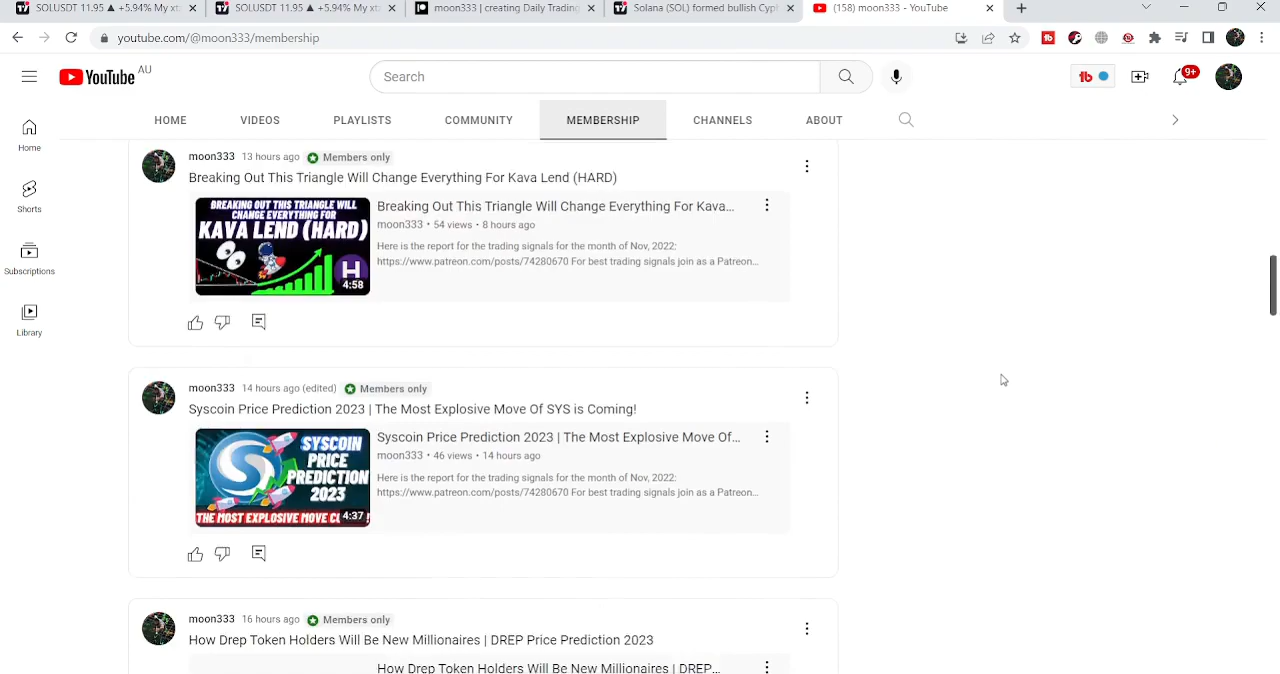 SOLUSDT 11.95 ▲ +5.94% My xt
SOLUSDT 11.95 ▲ +5.94% My xt
moon333 | creating Daily Trading
Solana (SOL) formed bullish Cyph
(158) moon333 - YouTube
youtube.com/@moon333/membership
YouTube AU
Search
9+
HOME VIDEOS PLAYLISTS COMMUNITY MEMBERSHIP CHANNELS ABOUT
Home
Shorts
Subscriptions
Library
moon333 13 hours ago Members only
Breaking Out This Triangle Will Change Everything For Kava Lend (HARD)
BREAKING OUT THIS TRIANGLE WILL
CHANGE EVERYTHING FOR
KAVA LEND (HARD)
4:58
Breaking Out This Triangle Will Change Everything For Kava...
moon333 • 54 views • 8 hours ago
Here is the report for the trading signals for the month of Nov, 2022:
https://www.patreon.com/posts/74280670 For best trading signals join as a Patreon...
moon333 14 hours ago (edited) Members only
Syscoin Price Prediction 2023 | The Most Explosive Move Of SYS is Coming!
SYSCOIN
PRICE
PREDICTION
2023
THE MOST EXPLOSIVE MOVE
4:37
Syscoin Price Prediction 2023 | The Most Explosive Move Of...
moon333 • 46 views • 14 hours ago
Here is the report for the trading signals for the month of Nov, 2022:
https://www.patreon.com/posts/74280670 For best trading signals join as a Patreon...
moon333 16 hours ago Members only
How Drep Token Holders Will Be New Millionaires | DREP Price Prediction 2023
How Drep Token Holders Will Be New Millionaires | DREP...